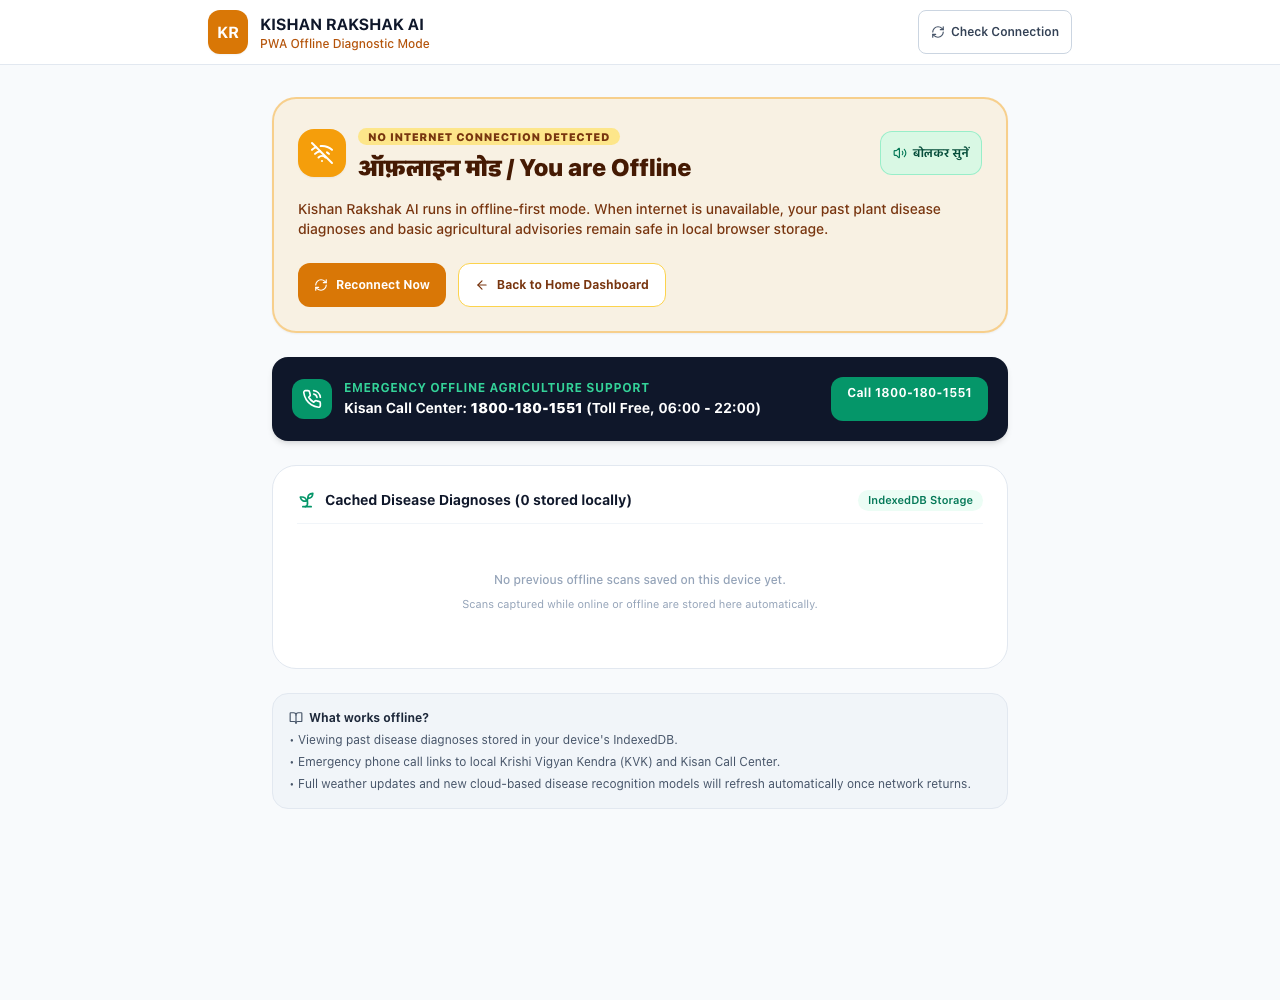 KR
KISHAN RAKSHAK AI
PWA Offline Diagnostic Mode
Check Connection
NO INTERNET CONNECTION DETECTED
ऑफ़लाइन मोड / You are Offline
बोलकर सुनें
Kishan Rakshak AI runs in offline-first mode. When internet is unavailable, your past plant disease
diagnoses and basic agricultural advisories remain safe in local browser storage.
Reconnect Now
Back to Home Dashboard
EMERGENCY OFFLINE AGRICULTURE SUPPORT
Kisan Call Center: 1800-180-1551 (Toll Free, 06:00 - 22:00)
Call 1800-180-1551
Cached Disease Diagnoses (0 stored locally)
IndexedDB Storage
No previous offline scans saved on this device yet.
Scans captured while online or offline are stored here automatically.
What works offline?
• Viewing past disease diagnoses stored in your device's IndexedDB.
• Emergency phone call links to local Krishi Vigyan Kendra (KVK) and Kisan Call Center.
• Full weather updates and new cloud-based disease recognition models will refresh automatically once network returns.